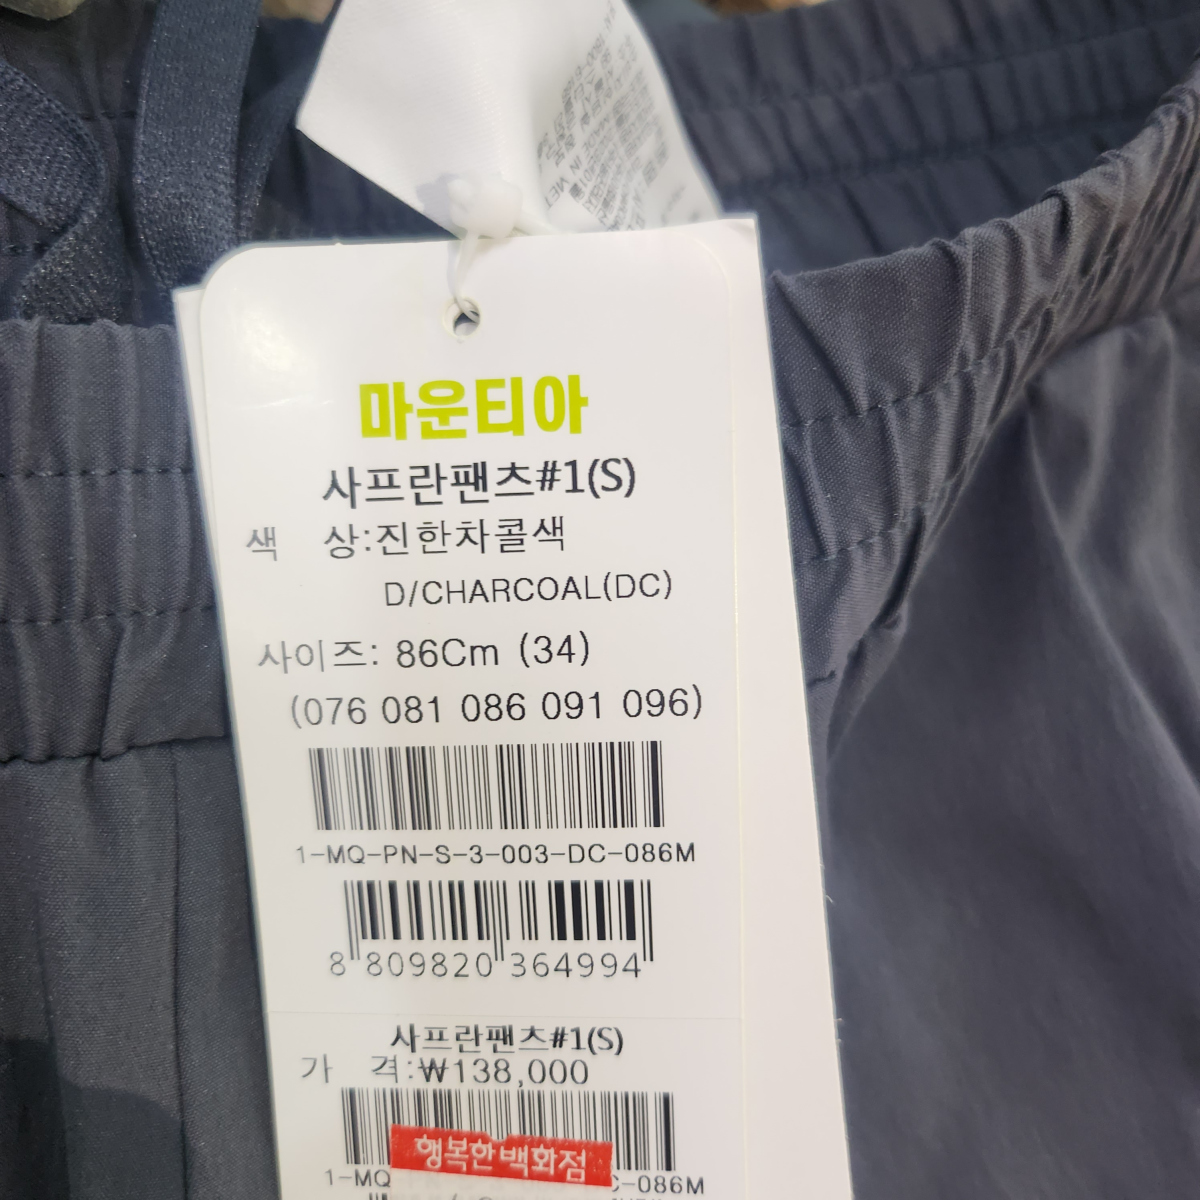 마운티아
사프란팬츠#1(S)
색 상:진한차콜색
D/CHARCOAL(DC)
사이즈: 86Cm (34)
(076 081 086 091 096)
1-MQ-PN-S-3-003-DC-086M
8 809820 364994
사프란팬츠#1(S)
가 격:₩138,000
행복한백화점
1-MQ C-086M